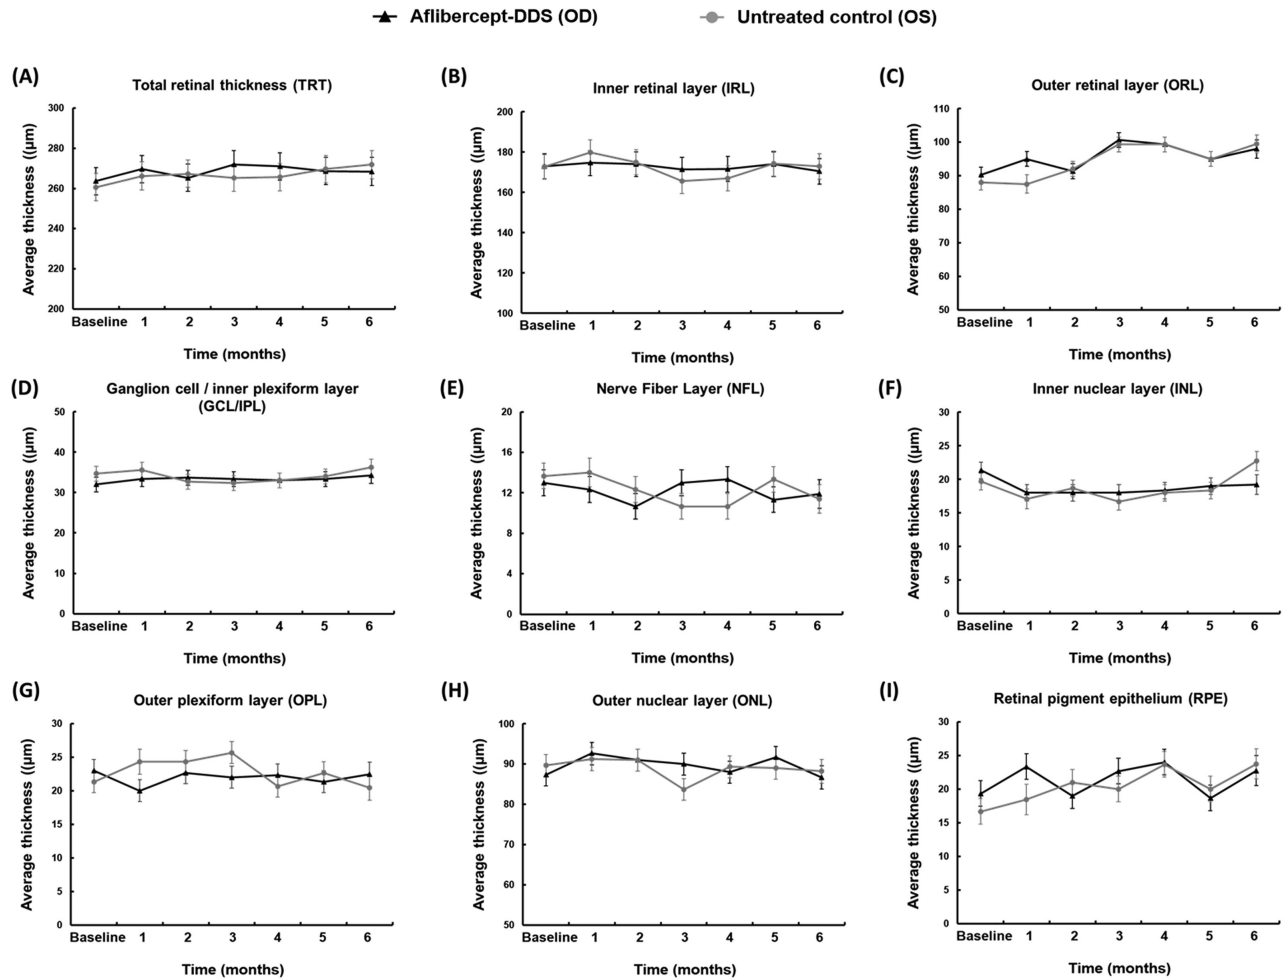 Aflibercept-DDS (OD) Untreated control (OS)
(A) (B) (C)
Total retinal thickness (TRT) Inner retinal layer (IRL) Outer retinal layer (ORL)
Average thickness ((µm)
300
280
260
240
220
200
Baseline 1 2 3 4 5 6
Time (months)
Average thickness ((µm)
200
180
160
140
120
100
Baseline 1 2 3 4 5 6
Time (months)
Average thickness ((µm)
110
100
90
80
70
60
50
Baseline 1 2 3 4 5 6
Time (months)
(D) (E) (F)
Ganglion cell / inner plexiform layer
(GCL/IPL)
Nerve Fiber Layer (NFL) Inner nuclear layer (INL)
Average thickness ((µm)
50
40
30
20
10
0
Baseline 1 2 3 4 5 6
Time (months)
Average thickness ((µm)
20
16
12
8
4
0
Baseline 1 2 3 4 5 6
Time (months)
Average thickness ((µm)
30
25
20
15
10
5
0
Baseline 1 2 3 4 5 6
Time (months)
(G) (H) (I)
Outer plexiform layer (OPL) Outer nuclear layer (ONL) Retinal pigment epithelium (RPE)
Average thickness ((µm)
30
25
20
15
10
5
0
Baseline 1 2 3 4 5 6
Time (months)
Average thickness ((µm)
100
90
80
70
60
50
Baseline 1 2 3 4 5 6
Time (months)
Average thickness ((µm)
30
25
20
15
10
5
0
Baseline 1 2 3 4 5 6
Time (months)